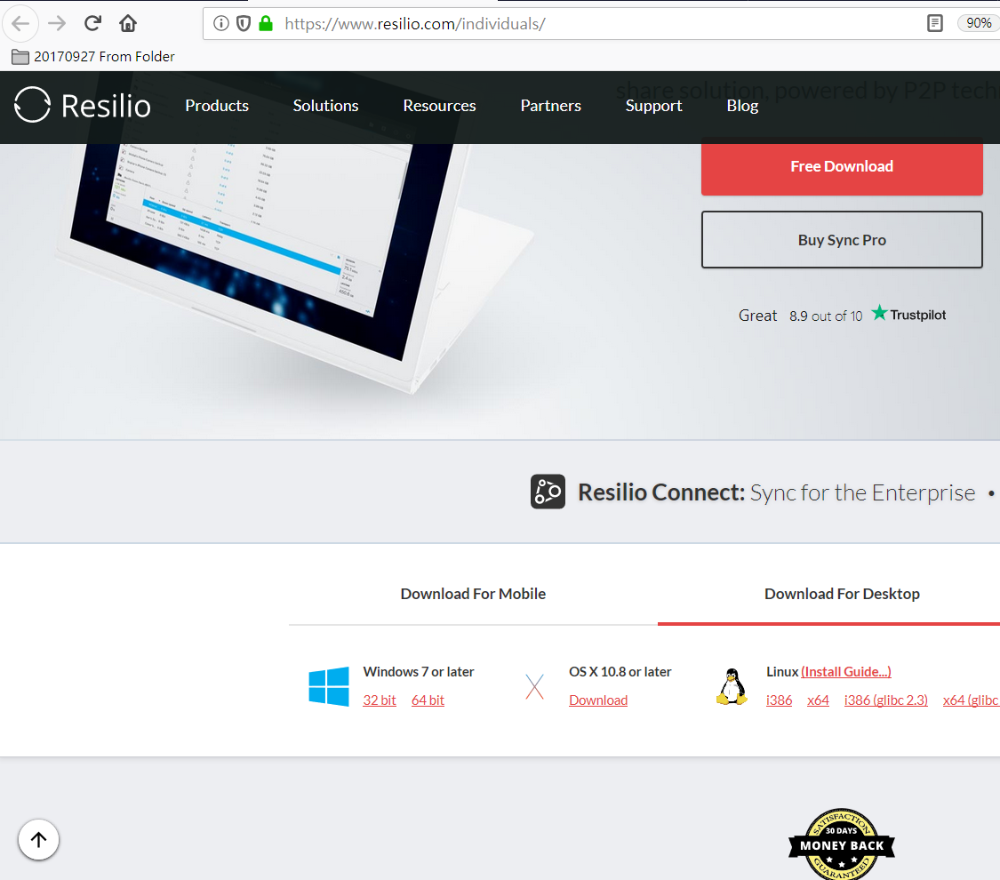 https://www.resilio.com/individuals/
90%
20170927 From Folder
share solution, powered by P2P tech
Resilio Products Solutions Resources Partners Support Blog
Free Download
Buy Sync Pro
Great 8.9 out of 10 Trustpilot
Resilio Connect: Sync for the Enterprise •
Download For Mobile Download For Desktop
Windows 7 or later
32 bit 64 bit
OS X 10.8 or later
Download
Linux (Install Guide...)
i386 x64 i386 (glibc 2.3) x64 (glibc
SATISFACTION
30 DAYS
MONEY BACK
GUARANTEED